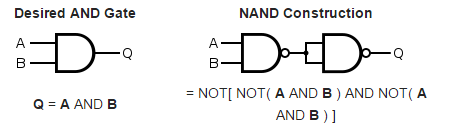 Desired AND Gate
NAND Construction
A
B
Q
A
B
Q
Q = A AND B
= NOT[ NOT( A AND B ) AND NOT( A
AND B ) ]